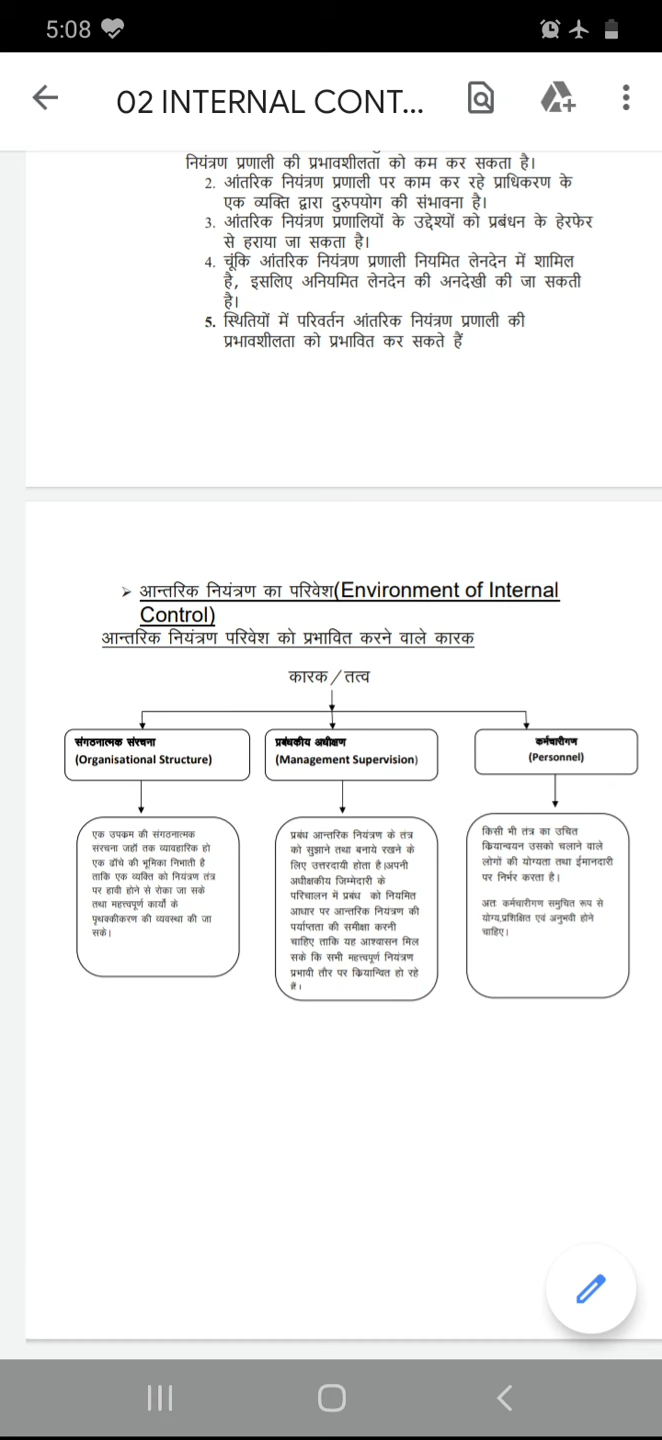 5:08
02 INTERNAL CONT...
नियंत्रण प्रणाली की प्रभावशीलता को कम कर सकता है।
2. आंतरिक नियंत्रण प्रणाली पर काम कर रहे प्राधिकरण के
एक व्यक्ति द्वारा दुरुपयोग की संभावना है।
3. आंतरिक नियंत्रण प्रणालियों के उद्देश्यों को प्रबंधन के हेरफेर
से हराया जा सकता है।
4. चूंकि आंतरिक नियंत्रण प्रणाली नियमित लेनदेन में शामिल
है, इसलिए अनियमित लेनदेन की अनदेखी की जा सकती
है।
5. स्थितियों में परिवर्तन आंतरिक नियंत्रण प्रणाली की
प्रभावशीलता को प्रभावित कर सकते हैं
➢ आन्तरिक नियंत्रण का परिवेश(Environment of Internal
Control)
आन्तरिक नियंत्रण परिवेश को प्रभावित करने वाले कारक
कारक/तत्व
संगठनात्मक संरचना
(Organisational Structure)
प्रबंधकीय अधीक्षण
(Management Supervision)
कर्मचारीगण
(Personnel)
एक उपक्रम की संगठनात्मक
संरचना जहाँ तक व्यावहारिक हो
एक ढाँचे की भूमिका निभाती है
ताकि एक व्यक्ति को नियंत्रण तंत्र
पर हावी होने से रोका जा सके
तथा महत्त्वपूर्ण कार्यों के
पृथक्कीकरण की व्यवस्था की जा
सके।
प्रबंध आन्तरिक नियंत्रण के तंत्र
को सुझाने तथा बनाये रखने के
लिए उत्तरदायी होता है।अपनी
अधीक्षकीय जिम्मेदारी के
परिचालन में प्रबंध को नियमित
आधार पर आन्तरिक नियंत्रण की
पर्याप्तता की समीक्षा करनी
चाहिए ताकि यह आश्वासन मिल
सके कि सभी महत्त्वपूर्ण नियंत्रण
प्रभावी तौर पर क्रियान्वित हो रहे
हैं।
किसी भी तंत्र का उचित
क्रियान्वयन उसको चलाने वाले
लोगों की योग्यता तथा ईमानदारी
पर निर्भर करता है।
अतः कर्मचारीगण समुचित रूप से
योग्य,प्रशिक्षित एवं अनुभवी होने
चाहिए।